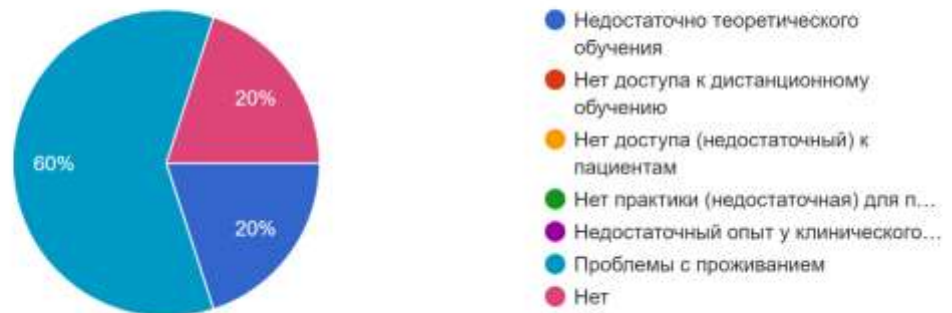 60%
20%
20%
Недостаточно теоретического
обучения
Нет доступа к дистанционному
обучению
Нет доступа (недостаточный) к
пациентам
Нет практики (недостаточная) для п...
Недостаточный опыт у клинического...
Проблемы с проживанием
Нет